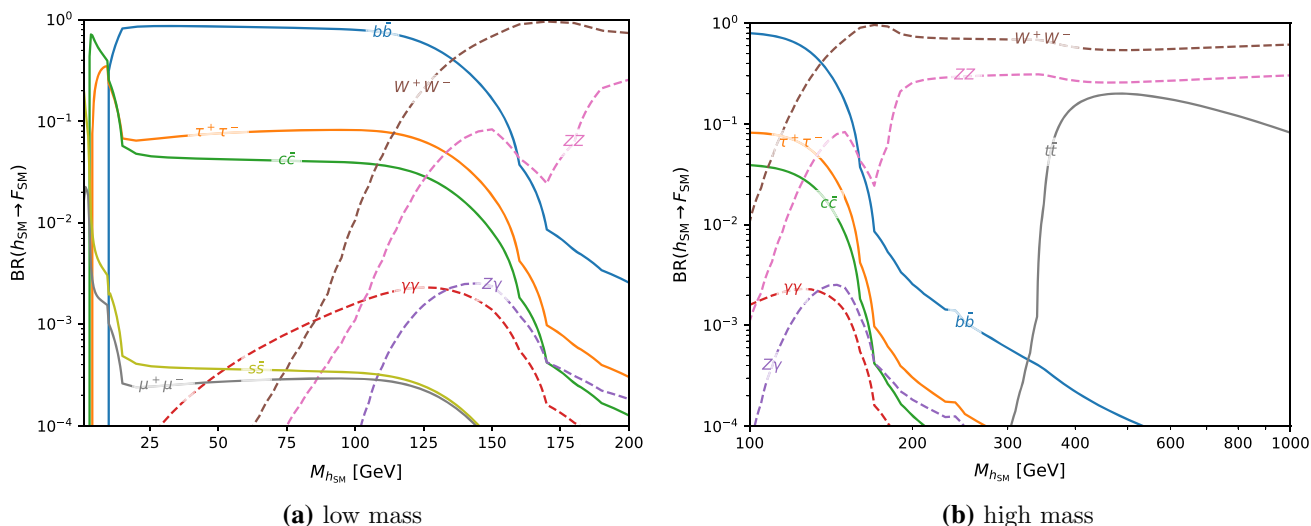 BR(h_SM → F_SM)
10⁰
10⁻¹
10⁻²
10⁻³
10⁻⁴
bb̄
W⁺W⁻
τ⁺τ⁻
cc̄
ZZ
γγ
Zγ
ss̄
μ⁺μ⁻
25 50 75 100 125 150 175 200
M_hSM [GeV]
(a) low mass
BR(h_SM → F_SM)
10⁰
10⁻¹
10⁻²
10⁻³
10⁻⁴
W⁺W⁻
ZZ
τ⁺τ⁻
tt̄
cc̄
γγ
bb̄
Zγ
100 200 300 400 600 800 1000
M_hSM [GeV]
(b) high mass